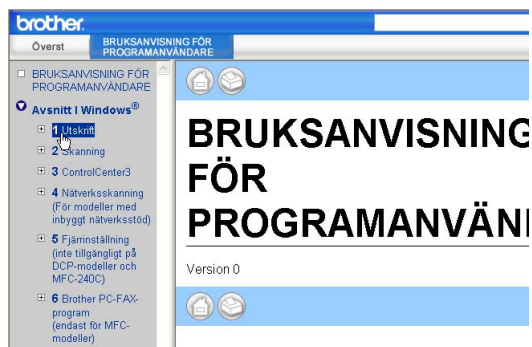 brother.
Överst
BRUKSANVISNING FÖR
PROGRAMANVÄNDARE
BRUKSANVISNING FÖR
PROGRAMANVÄNDARE
Avsnitt I Windows®
1 Utskrift
2 Skanning
3 ControlCenter3
4 Nätverksskanning
(För modeller med
inbyggt nätverksstöd)
5 Fjärrinställning
(inte tillgängligt på
DCP-modeller och
MFC-240C)
6 Brother PC-FAX-
program
(endast för MFC-
modeller)
BRUKSANVISNING
FÖR
PROGRAMANVÄN
Version 0